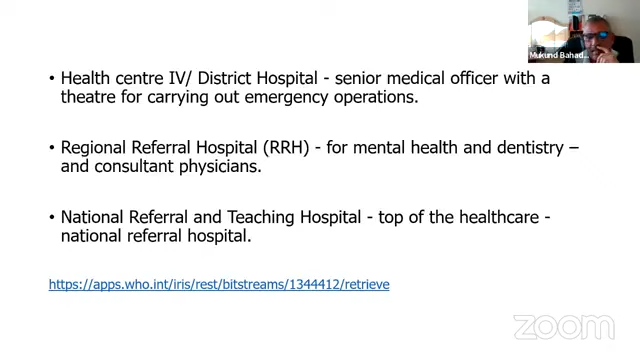 Mukund Bahad...
• Health centre IV/ District Hospital - senior medical officer with a
theatre for carrying out emergency operations.
• Regional Referral Hospital (RRH) - for mental health and dentistry –
and consultant physicians.
• National Referral and Teaching Hospital - top of the healthcare -
national referral hospital.
https://apps.who.int/iris/rest/bitstreams/1344412/retrieve
zoom